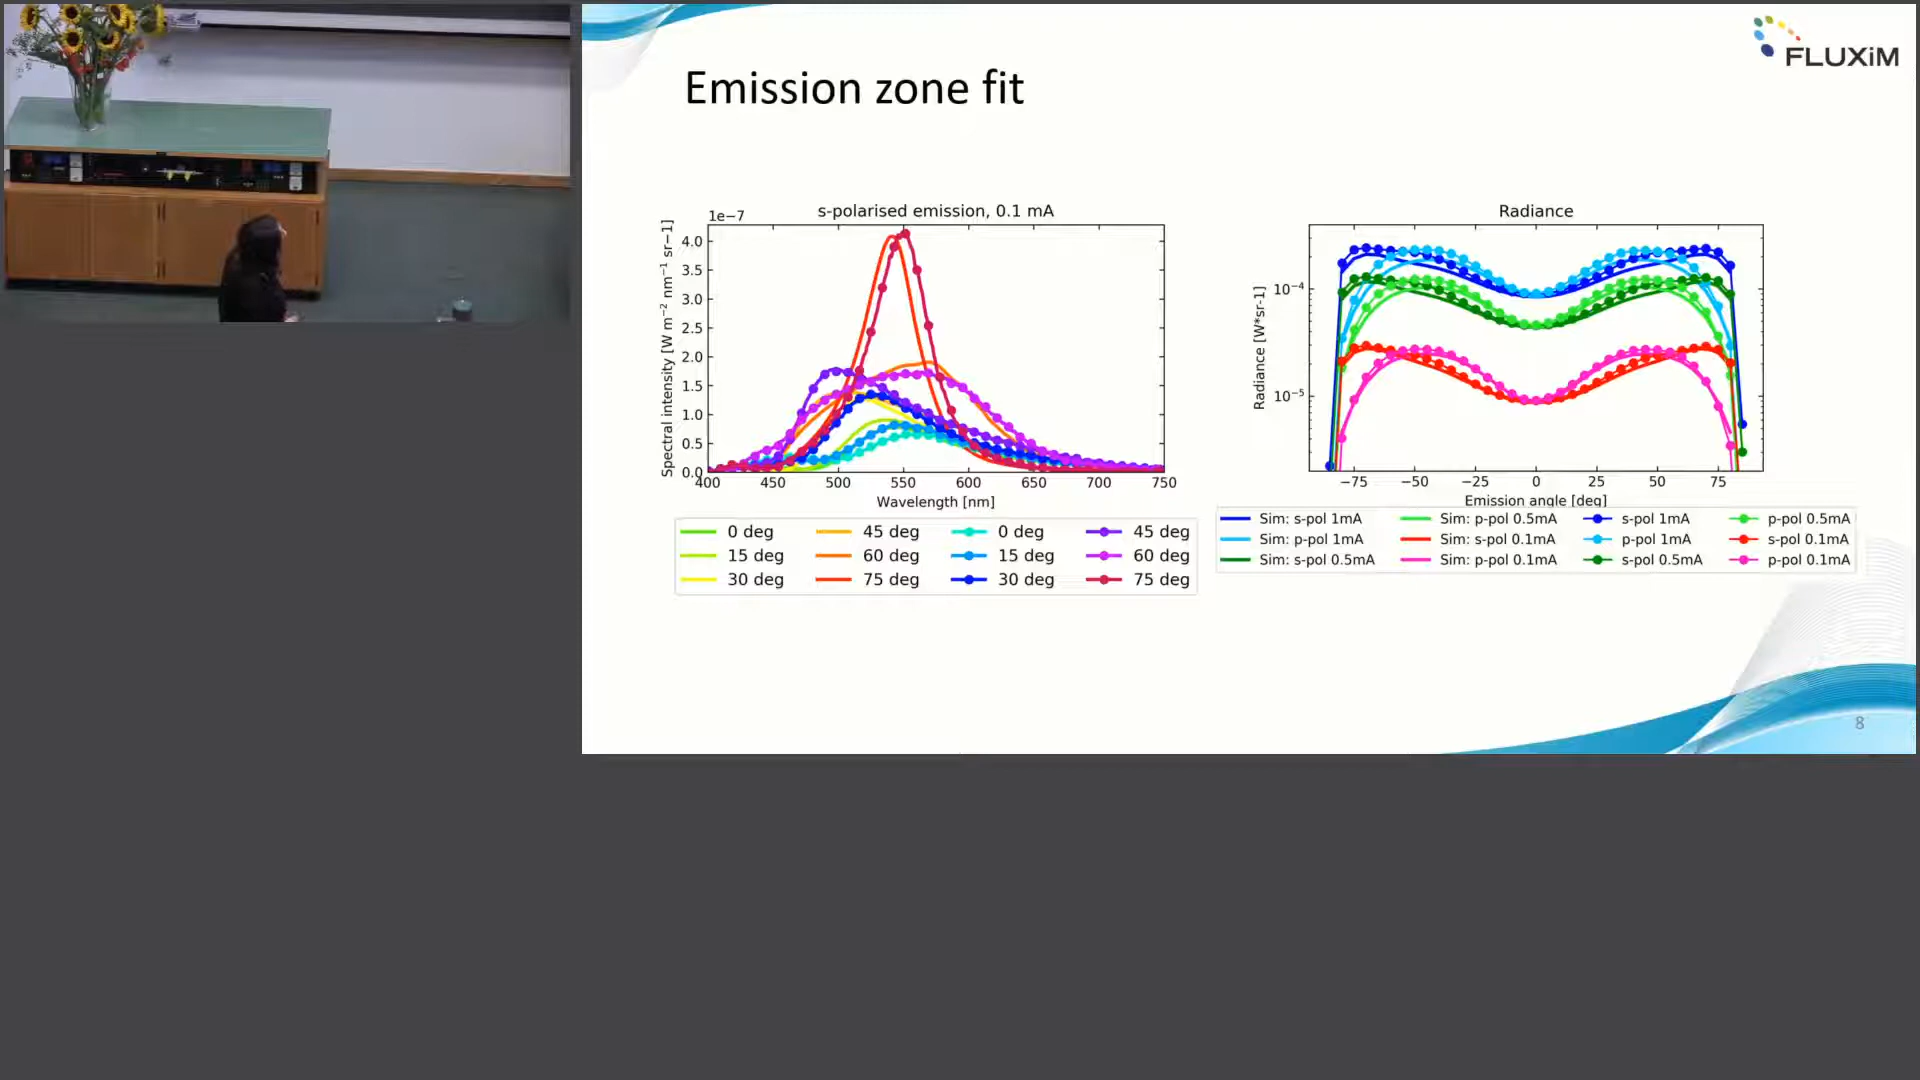 FLUXiM
Emission zone fit
s-polarised emission, 0.1 mA
1e−7
Spectral intensity [W m−2 nm−1 sr−1]
4.0
3.5
3.0
2.5
2.0
1.5
1.0
0.5
0.0
400 450 500 550 600 650 700 750
Wavelength [nm]
0 deg 45 deg 0 deg 45 deg
15 deg 60 deg 15 deg 60 deg
30 deg 75 deg 30 deg 75 deg
Radiance
Radiance [W*sr-1]
10−4
10−5
−75 −50 −25 0 25 50 75
Emission angle [deg]
Sim: s-pol 1mA Sim: p-pol 0.5mA s-pol 1mA p-pol 0.5mA
Sim: p-pol 1mA Sim: s-pol 0.1mA p-pol 1mA s-pol 0.1mA
Sim: s-pol 0.5mA Sim: p-pol 0.1mA s-pol 0.5mA p-pol 0.1mA
8